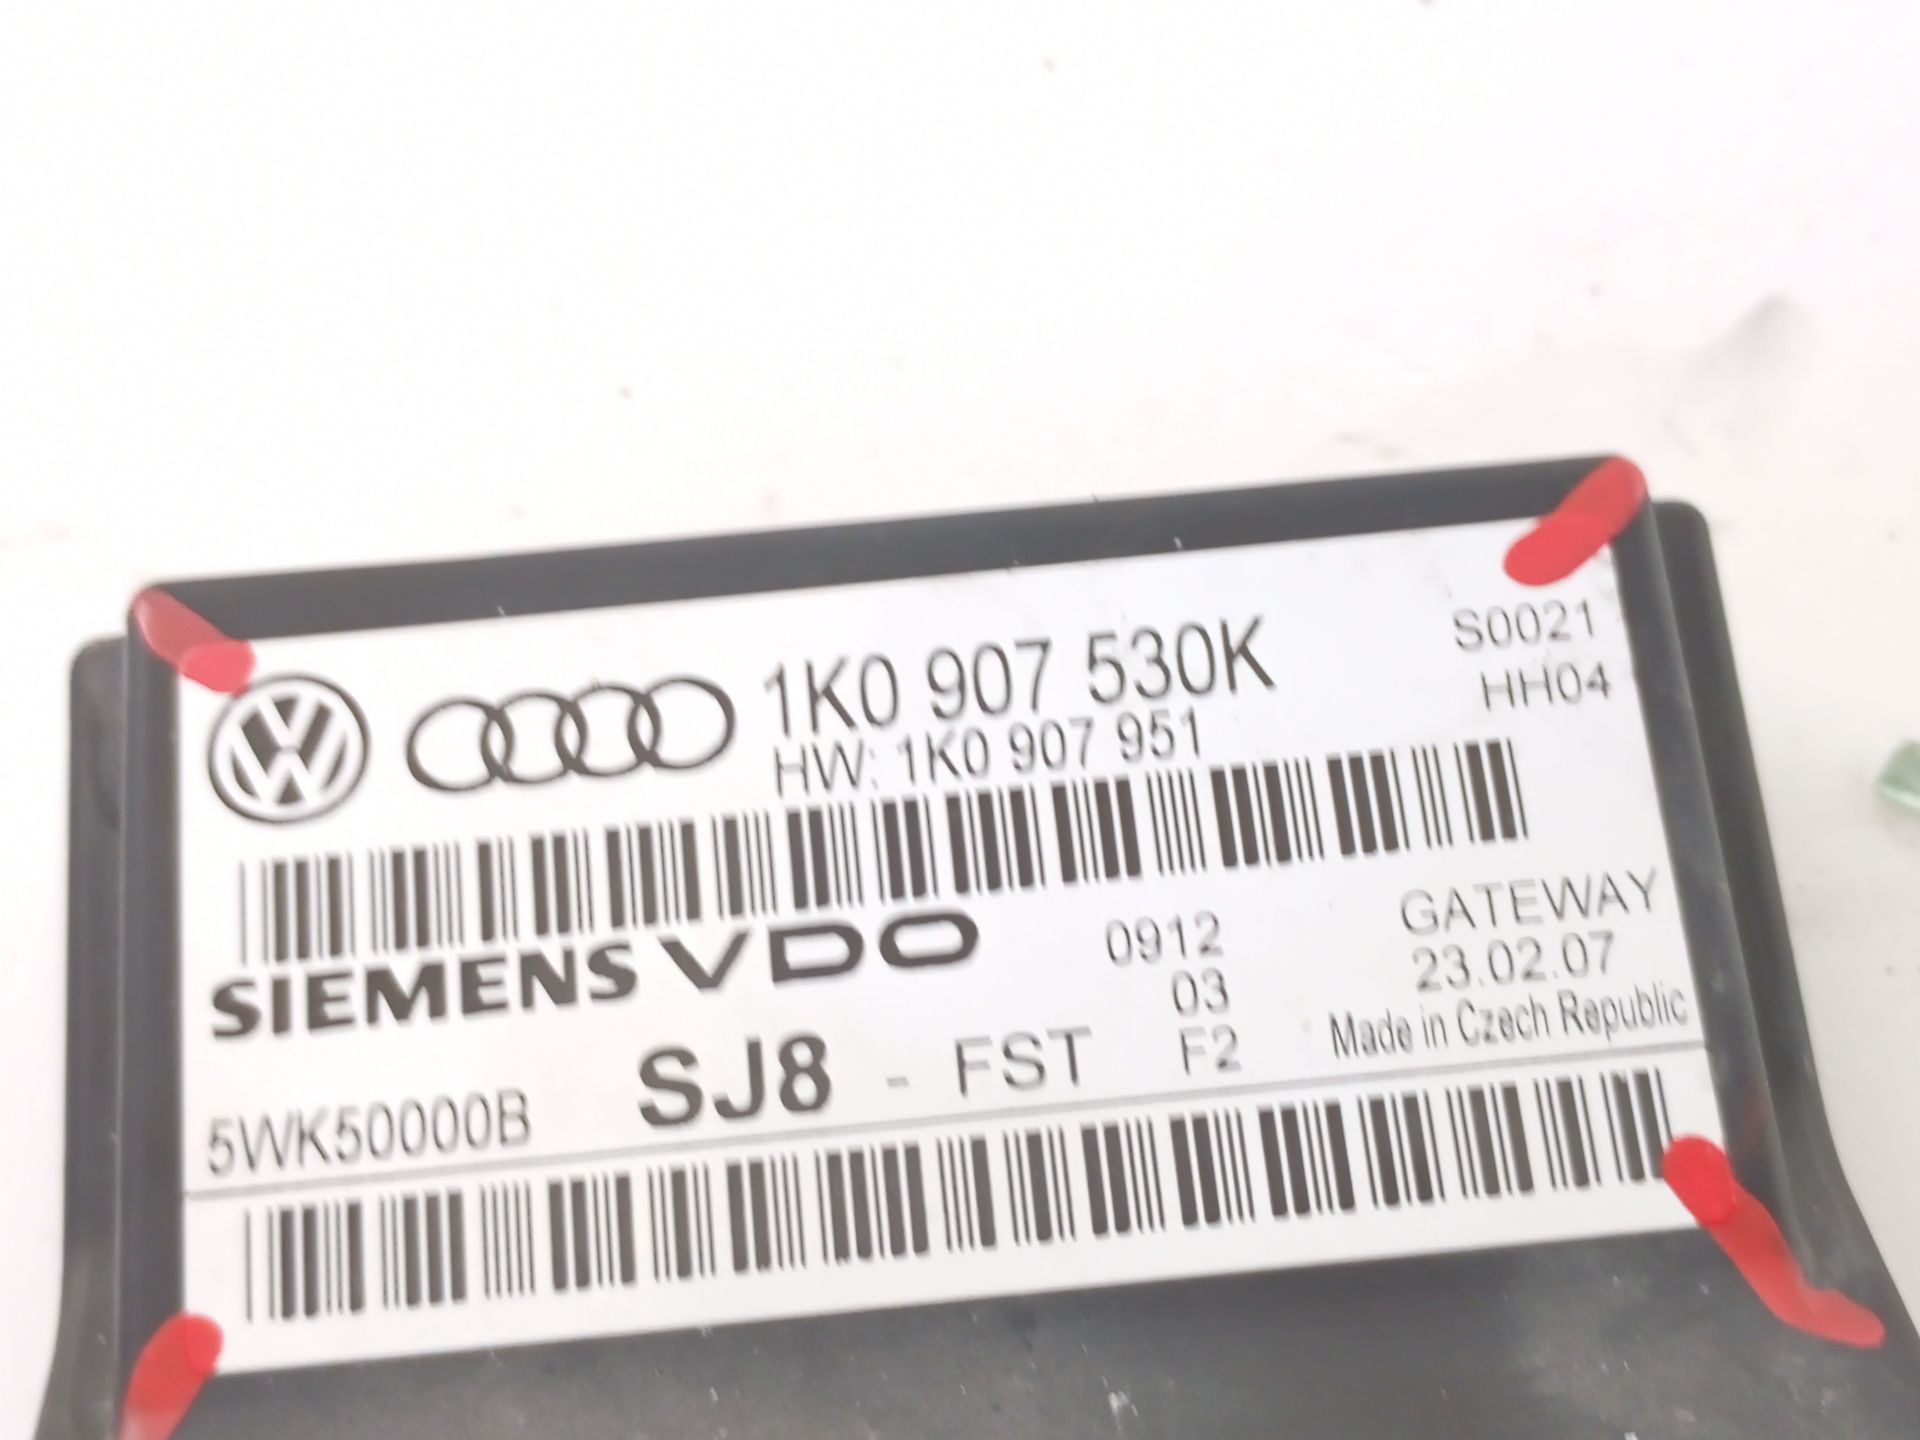 1K0 907 530K
S0021
HW: 1K0 907 951
HH04
SIEMENS VDO
0912
GATEWAY
03
23.02.07
5WK50000B
SJ8 - FST
F2
Made in Czech Republic